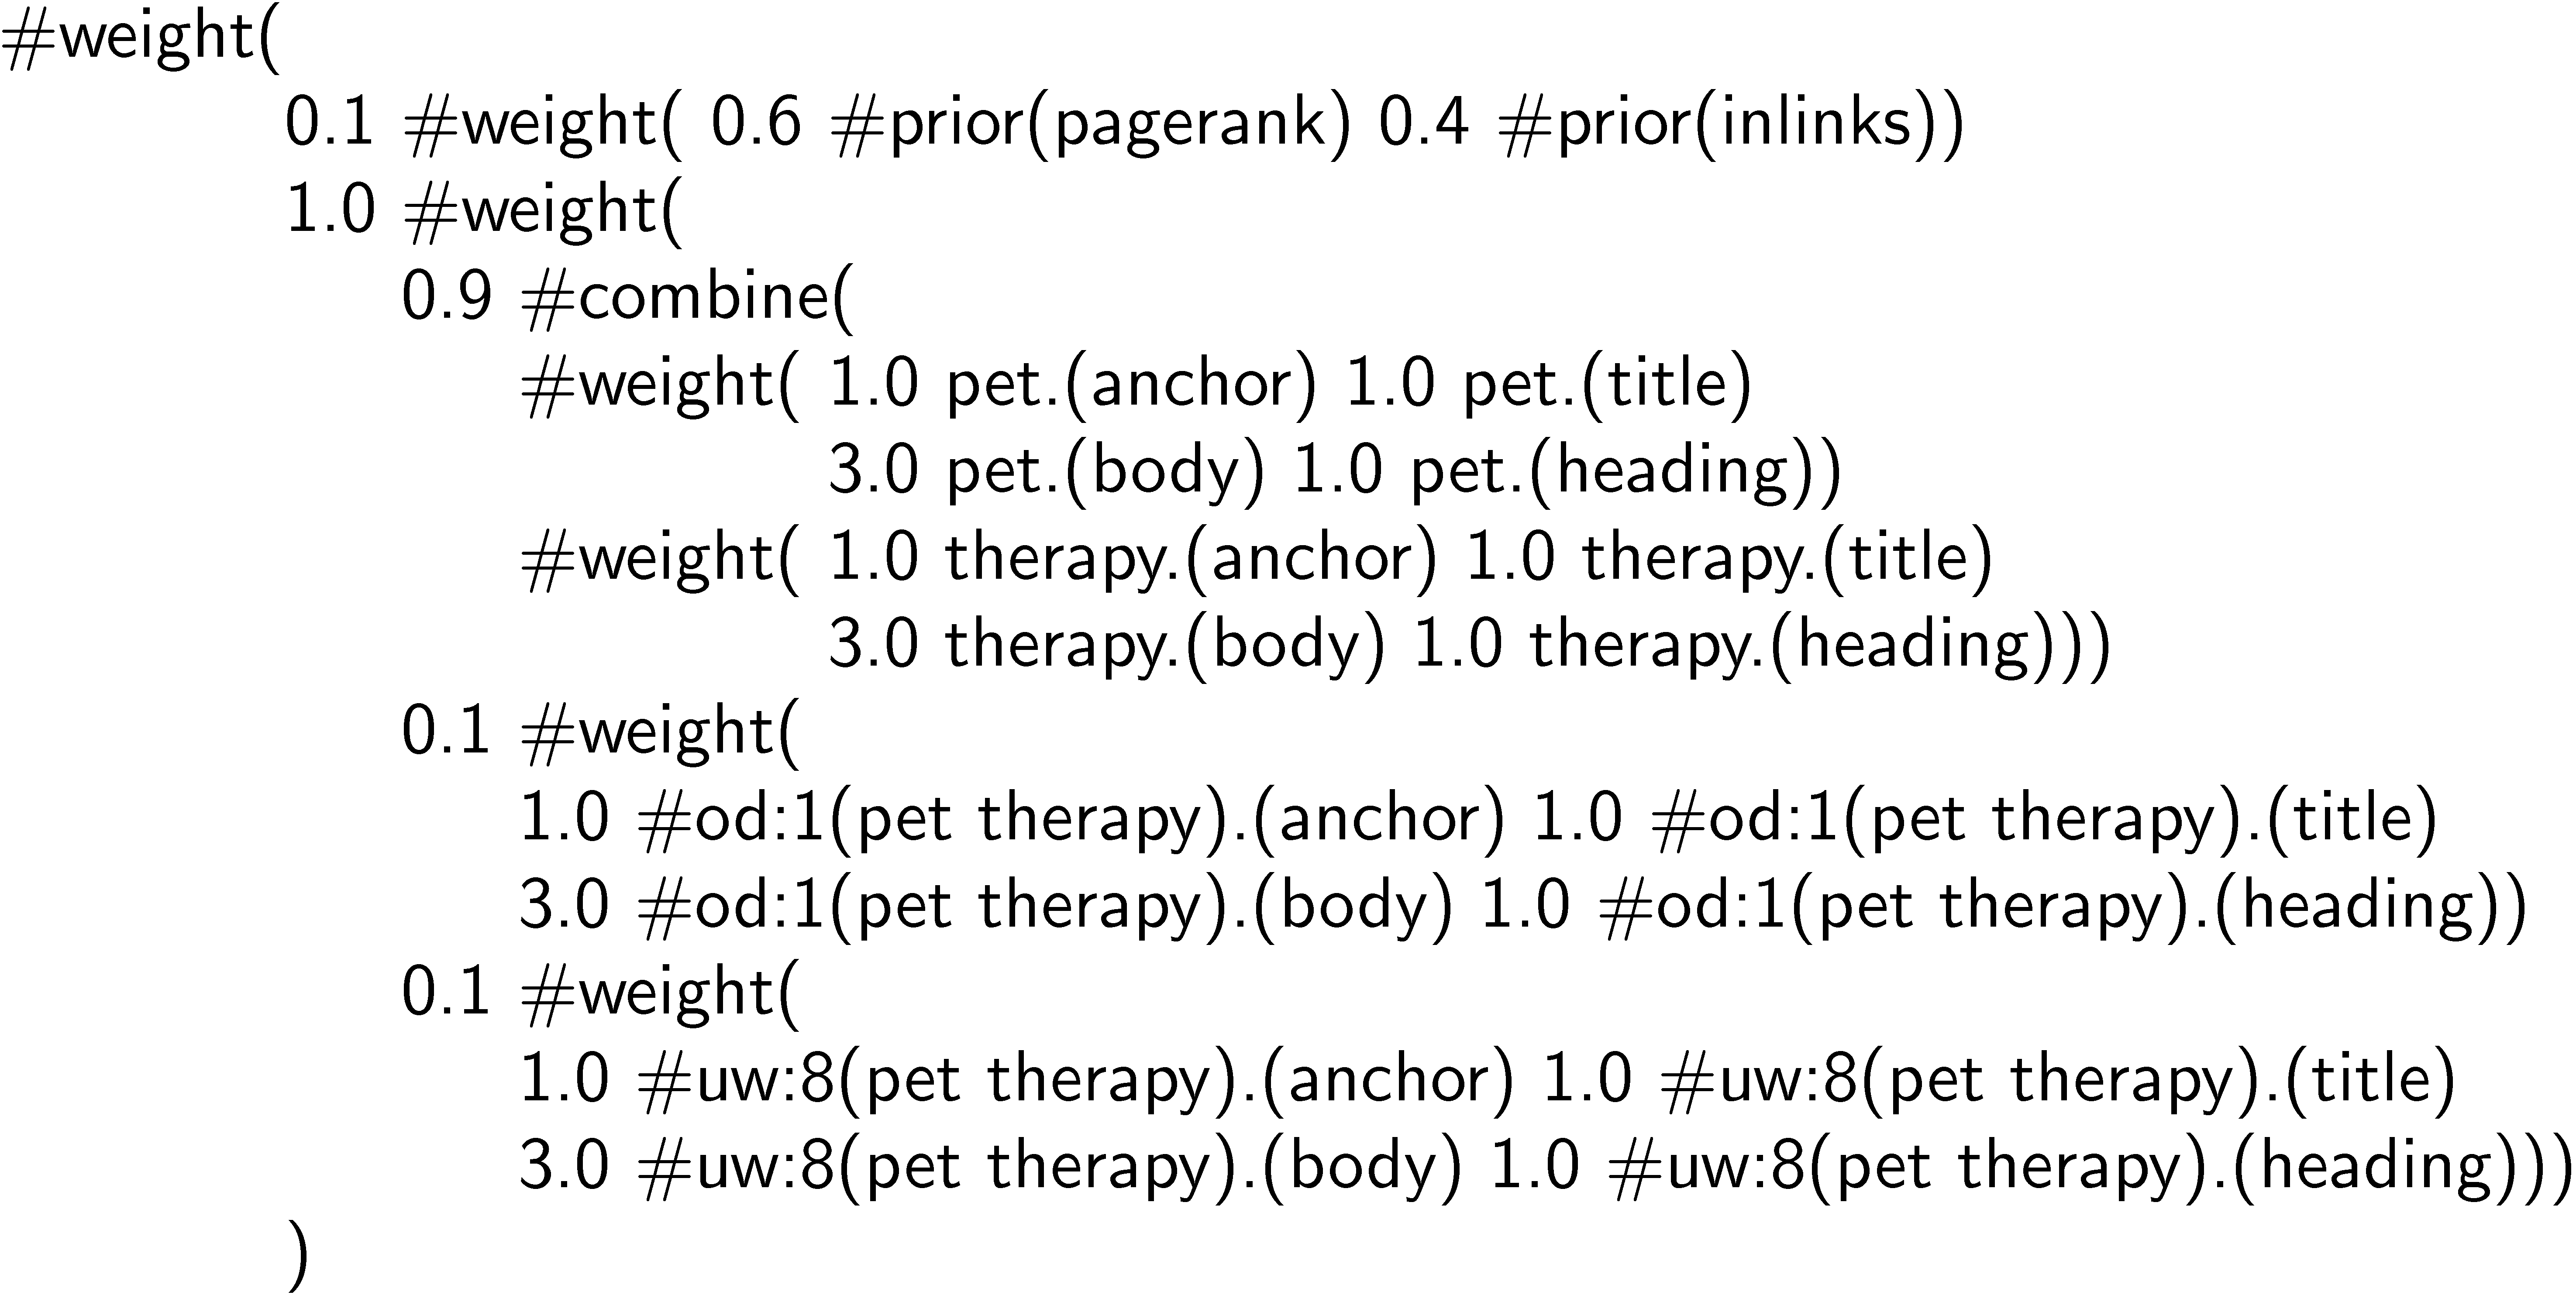 #weight(
0.1 #weight( 0.6 #prior(pagerank) 0.4 #prior(inlinks))
1.0 #weight(
0.9 #combine(
#weight( 1.0 pet.(anchor) 1.0 pet.(title)
3.0 pet.(body) 1.0 pet.(heading))
#weight( 1.0 therapy.(anchor) 1.0 therapy.(title)
3.0 therapy.(body) 1.0 therapy.(heading)))
0.1 #weight(
1.0 #od:1(pet therapy).(anchor) 1.0 #od:1(pet therapy).(title)
3.0 #od:1(pet therapy).(body) 1.0 #od:1(pet therapy).(heading))
0.1 #weight(
1.0 #uw:8(pet therapy).(anchor) 1.0 #uw:8(pet therapy).(title)
3.0 #uw:8(pet therapy).(body) 1.0 #uw:8(pet therapy).(heading)))
)